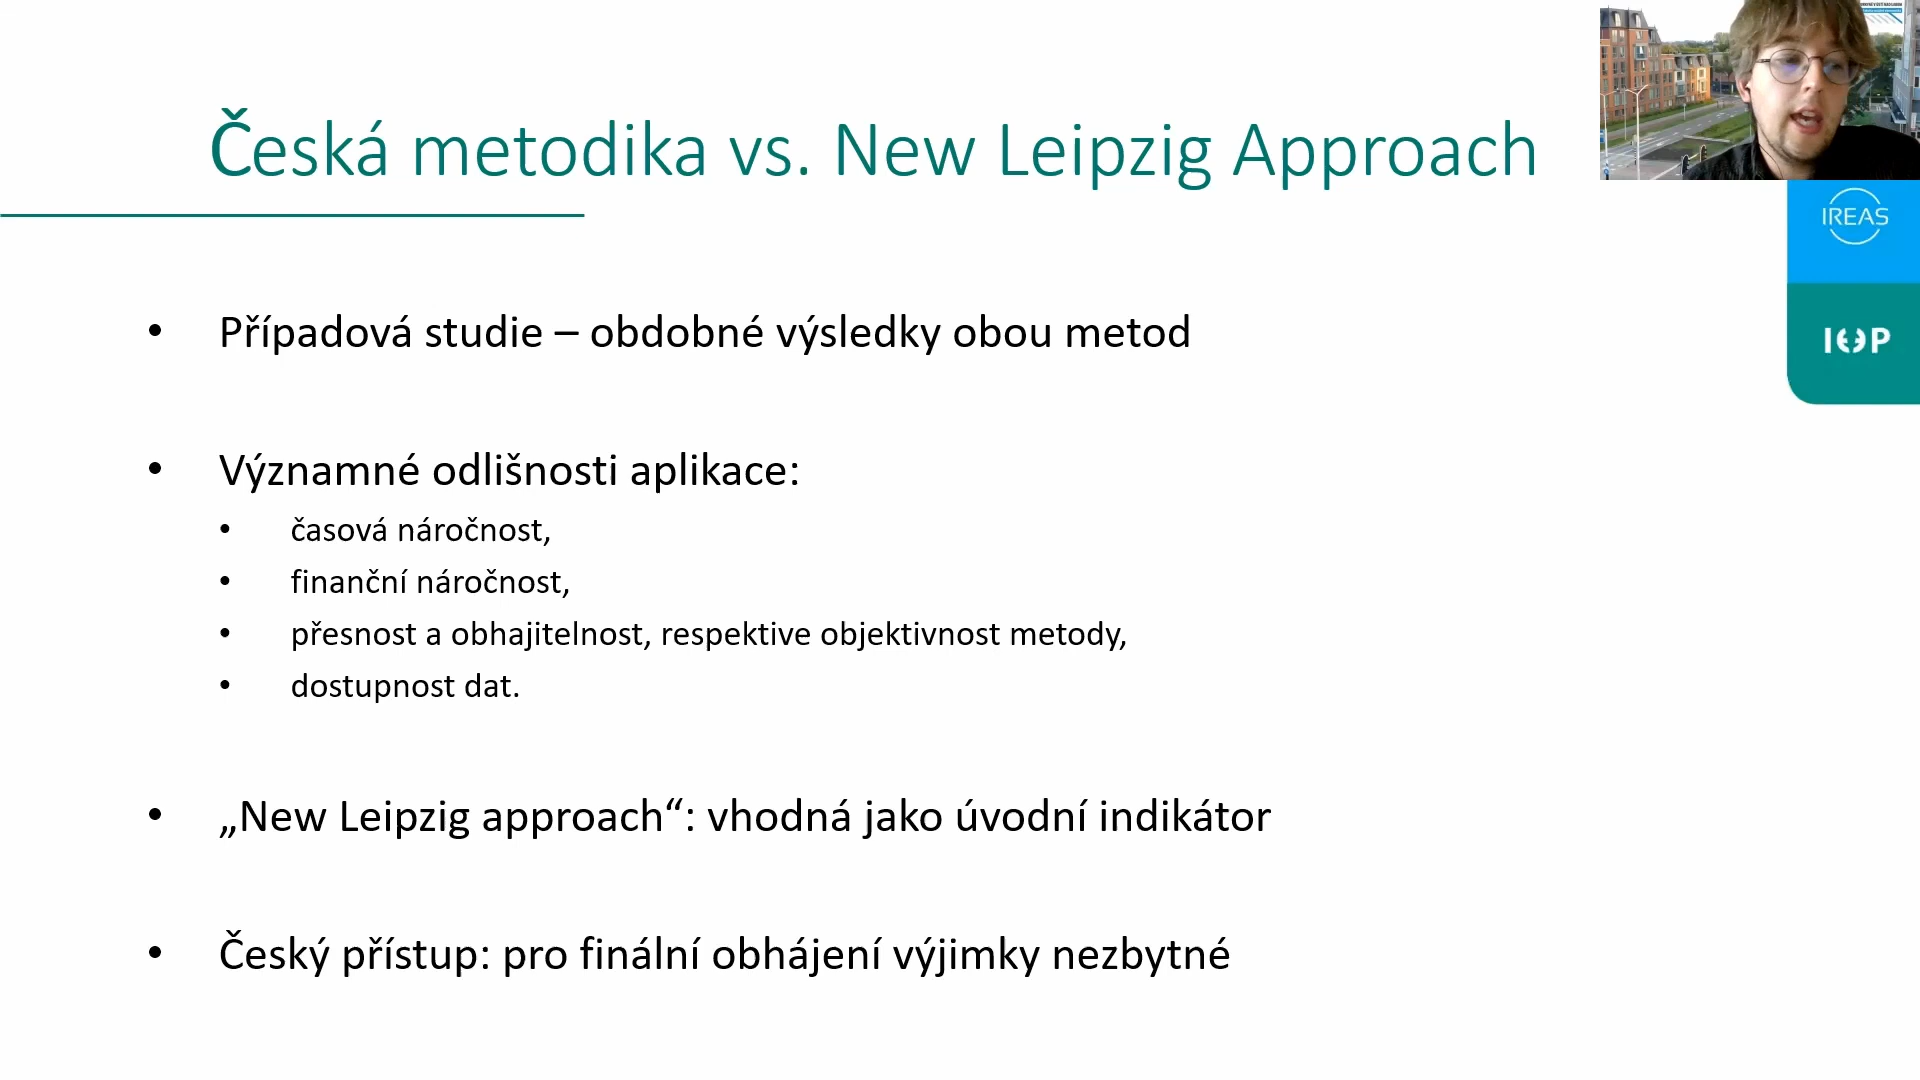 Česká metodika vs. New Leipzig Approach
IREAS
• Případová studie – obdobné výsledky obou metod
• Významné odlišnosti aplikace:
• časová náročnost,
• finanční náročnost,
• přesnost a obhajitelnost, respektive objektivnost metody,
• dostupnost dat.
• „New Leipzig approach“: vhodná jako úvodní indikátor
• Český přístup: pro finální obhájení výjimky nezbytné